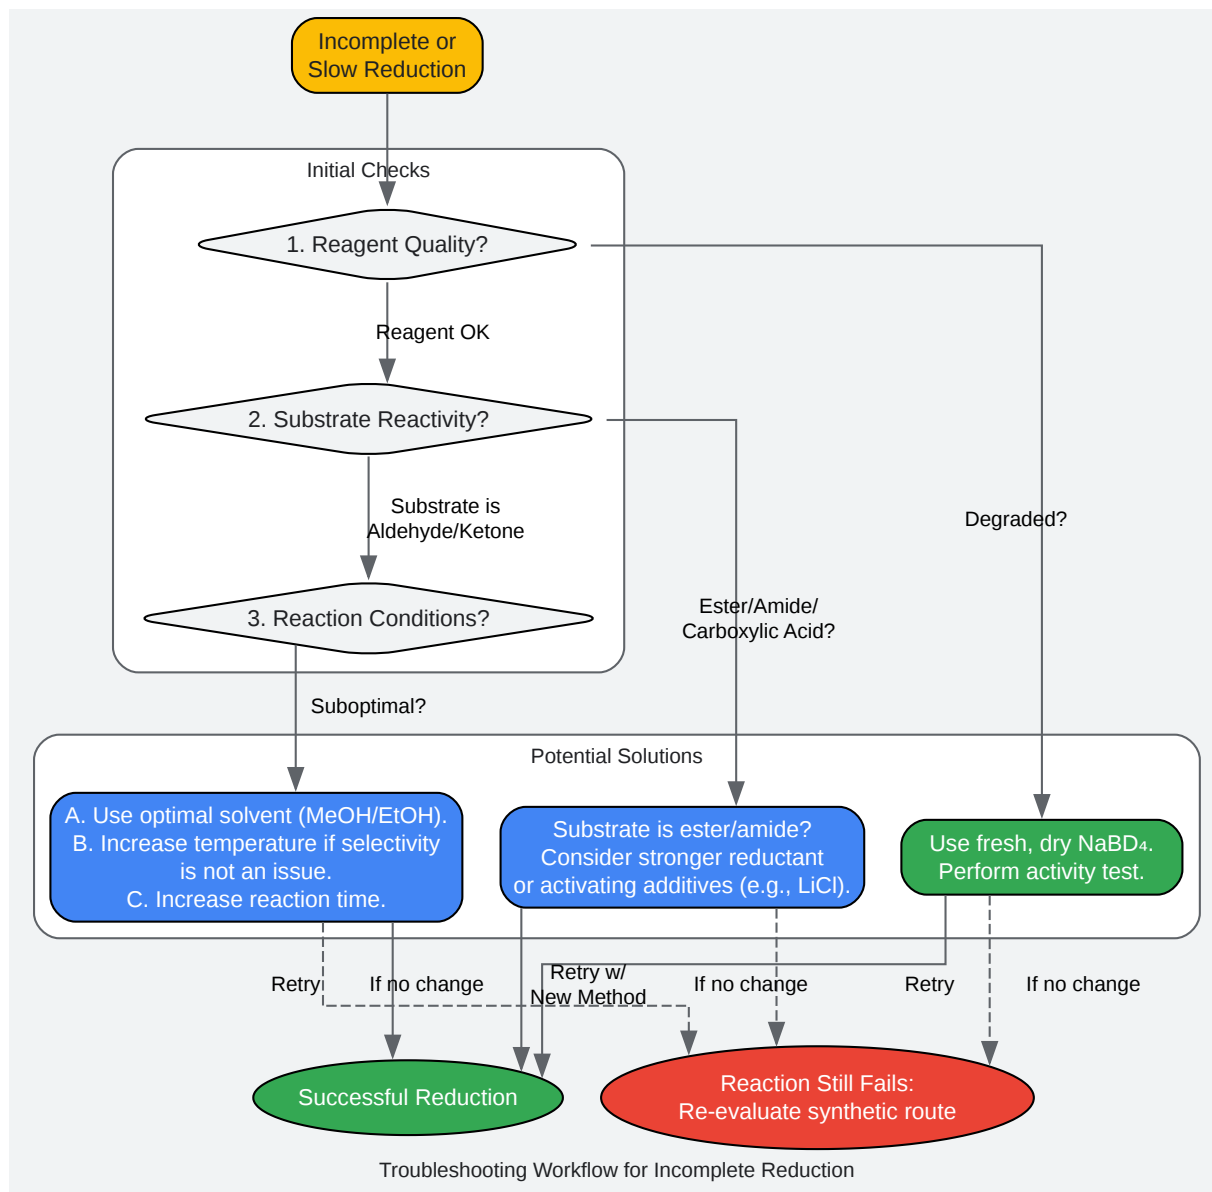 Incomplete or
Slow Reduction
Initial Checks
1. Reagent Quality?
Reagent OK
2. Substrate Reactivity?
Substrate is
Aldehyde/Ketone
Degraded?
3. Reaction Conditions?
Ester/Amide/
Carboxylic Acid?
Suboptimal?
Potential Solutions
A. Use optimal solvent (MeOH/EtOH).
B. Increase temperature if selectivity
is not an issue.
C. Increase reaction time.
Substrate is ester/amide?
Consider stronger reductant
or activating additives (e.g., LiCl).
Use fresh, dry NaBD₄.
Perform activity test.
Retry
If no change
Retry w/
New Method
If no change
Retry
If no change
Successful Reduction
Reaction Still Fails:
Re-evaluate synthetic route
Troubleshooting Workflow for Incomplete Reduction